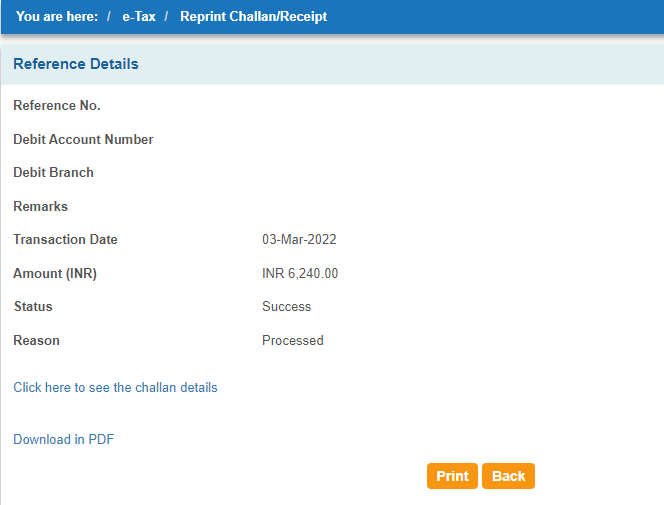 You are here: / e-Tax / Reprint Challan/Receipt
Reference Details
Reference No.
Debit Account Number
Debit Branch
Remarks
Transaction Date 03-Mar-2022
Amount (INR) INR 6,240.00
Status Success
Reason Processed
Click here to see the challan details
Download in PDF
Print Back